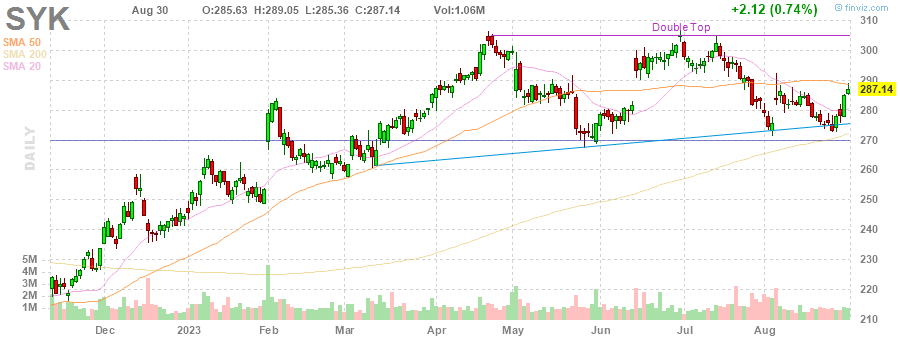 SYK Aug 30 O:285.63 H:289.05 L:285.36 C:287.14 Vol:1.06M +2.12 (0.74%) © finviz.com
SMA 50
SMA 200
SMA 20
Double Top
DAILY
310
300
290
287.14
280
270
260
250
240
230
220
210
5M
4M
3M
2M
1M
Dec 2023 Feb Mar Apr May Jun Jul Aug